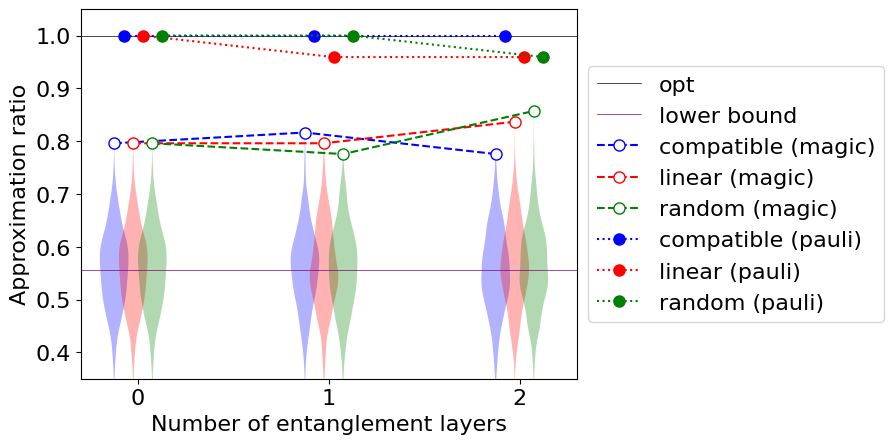 1.0
0.9
0.8
0.7
0.6
0.5
0.4
Approximation ratio
0 1 2
Number of entanglement layers
opt
lower bound
compatible (magic)
linear (magic)
random (magic)
compatible (pauli)
linear (pauli)
random (pauli)